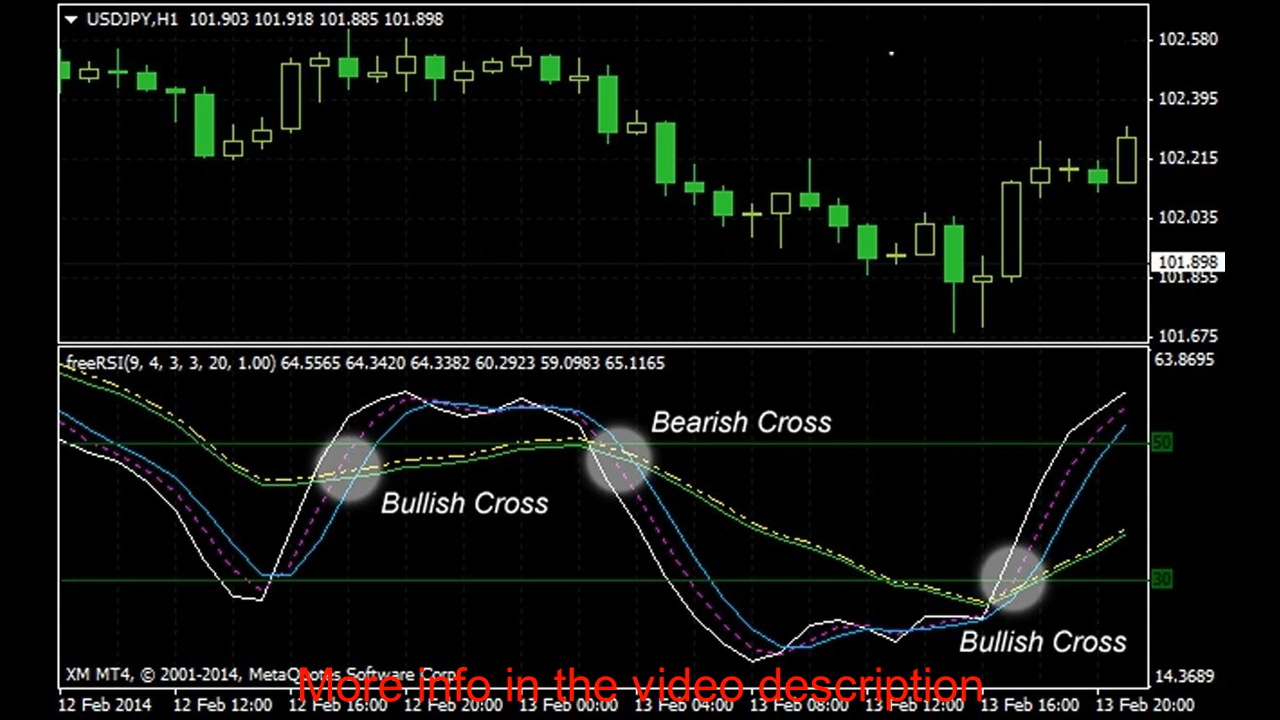 USDJPY,H1 101.903 101.918 101.885 101.898
102.580
102.395
102.215
102.035
101.898
101.855
101.675
freeRSI(9, 4, 3, 3, 20, 1.00) 64.5565 64.3420 64.3382 60.2923 59.0983 65.1165
63.8695
Bearish Cross
50
Bullish Cross
30
Bullish Cross
XM MT4, © 2001-2014, MetaQuotes Software Corp.
14.3689
More info in the video description
12 Feb 2014 12 Feb 12:00 12 Feb 16:00 12 Feb 20:00 13 Feb 00:00 13 Feb 04:00 13 Feb 08:00 13 Feb 12:00 13 Feb 16:00 13 Feb 20:00